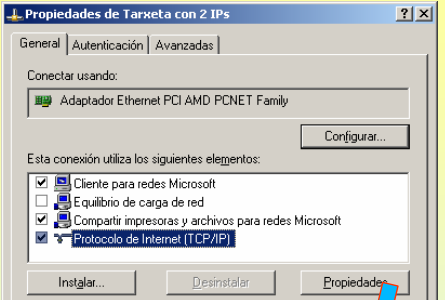 Propiedades de Tarxeta con 2 IPs
General Autenticación Avanzadas
Conectar usando:
Adaptador Ethernet PCI AMD PCNET Family
Configurar...
Esta conexión utiliza los siguientes elementos:
Cliente para redes Microsoft
Equilibrio de carga de red
Compartir impresoras y archivos para redes Microsoft
Protocolo de Internet (TCP/IP)
Instalar... Desinstalar Propiedades